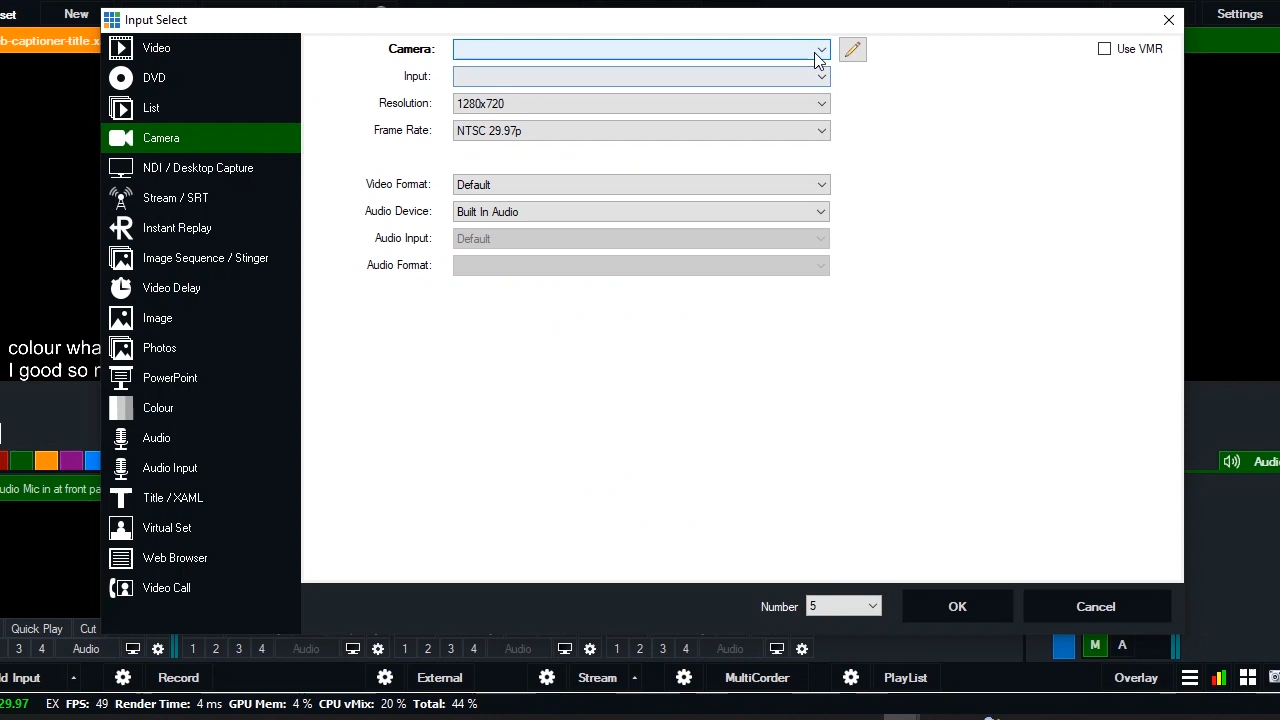 set
New
Input Select
Settings
b-captioner-title.x
Video
DVD
List
Camera
NDI / Desktop Capture
Stream / SRT
Instant Replay
Image Sequence / Stinger
Video Delay
Image
Photos
PowerPoint
Colour
Audio
Audio Input
Title / XAML
Virtual Set
Web Browser
Video Call
Camera:
Use VMR
Input:
Resolution: 1280x720
Frame Rate: NTSC 29.97p
Video Format: Default
Audio Device: Built In Audio
Audio Input: Default
Audio Format:
colour wha
I good so r
Audi
udio Mic in at front pa
Number 5 OK Cancel
Quick Play Cut
3 4 Audio 1 2 3 4 Audio 1 2 3 4 Audio 1 2 3 4 Audio M A
ld Input Record External Stream MultiCorder PlayList Overlay
29.97 EX FPS: 49 Render Time: 4 ms GPU Mem: 4 % CPU vMix: 20 % Total: 44 %